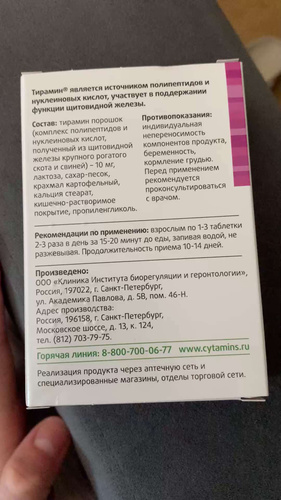 Тирамин® является источником полипептидов и
нуклеиновых кислот, участвует в поддержании
функции щитовидной железы.
Состав: тирамин порошок
(комплекс полипептидов и
нуклеиновых кислот,
полученный из щитовидной
железы крупного рогатого
скота и свиней) – 10 мг,
лактоза, сахар-песок,
крахмал картофельный,
кальция стеарат,
кишечно-растворимое
покрытие, пропиленгликоль.
Противопоказания:
индивидуальная
непереносимость
компонентов продукта,
беременность,
кормление грудью.
Перед применением
рекомендуется
проконсультироваться
с врачом.
Рекомендации по применению: взрослым по 1-3 таблетки
2-3 раза в день за 15-20 минут до еды, запивая водой, не
разжевывая. Продолжительность приема 10-14 дней.
Произведено:
ООО «Клиника Института биорегуляции и геронтологии»,
Россия, 197022, г. Санкт-Петербург,
ул. Академика Павлова, д. 5В, пом. 46-Н.
Адрес производства:
Россия, 196158, г. Санкт-Петербург,
Московское шоссе, д. 13, к. 124,
тел. (812) 703-79-75.
Горячая линия: 8-800-700-06-77 www.cytamins.ru
Реализация продукта через аптечную сеть и
специализированные магазины, отделы торговой сети.